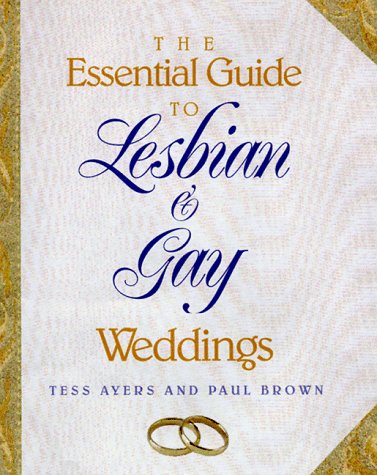 THE
Essential Guide
TO
Lesbian
&
Gay
Weddings
TESS AYERS AND PAUL BROWN